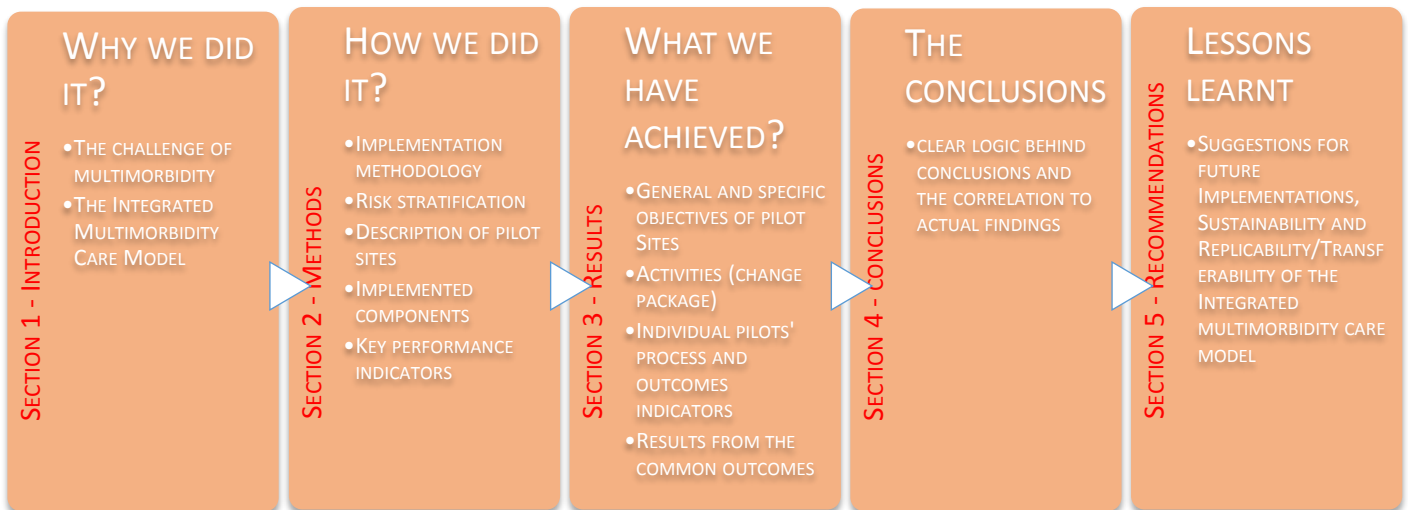 Section 1 - Introduction
Why we did
it?
•The challenge of
multimorbidity
•The Integrated
Multimorbidity
Care Model
Section 2 - Methods
How we did
it?
•Implementation
methodology
•Risk stratification
•Description of pilot
sites
•Implemented
components
•Key performance
indicators
Section 3 - Results
What we
have
achieved?
•General and specific
objectives of pilot
Sites
•Activities (change
package)
•Individual pilots'
process and
outcomes
indicators
•Results from the
common outcomes
Section 4 - conclusions
The
conclusions
•clear logic behind
conclusions and
the correlation to
actual findings
Section 5 - recommendations
Lessons
learnt
•Suggestions for
future
Implementations,
Sustainability and
Replicability/Transf
erability of the
Integrated
multimorbidity care
model